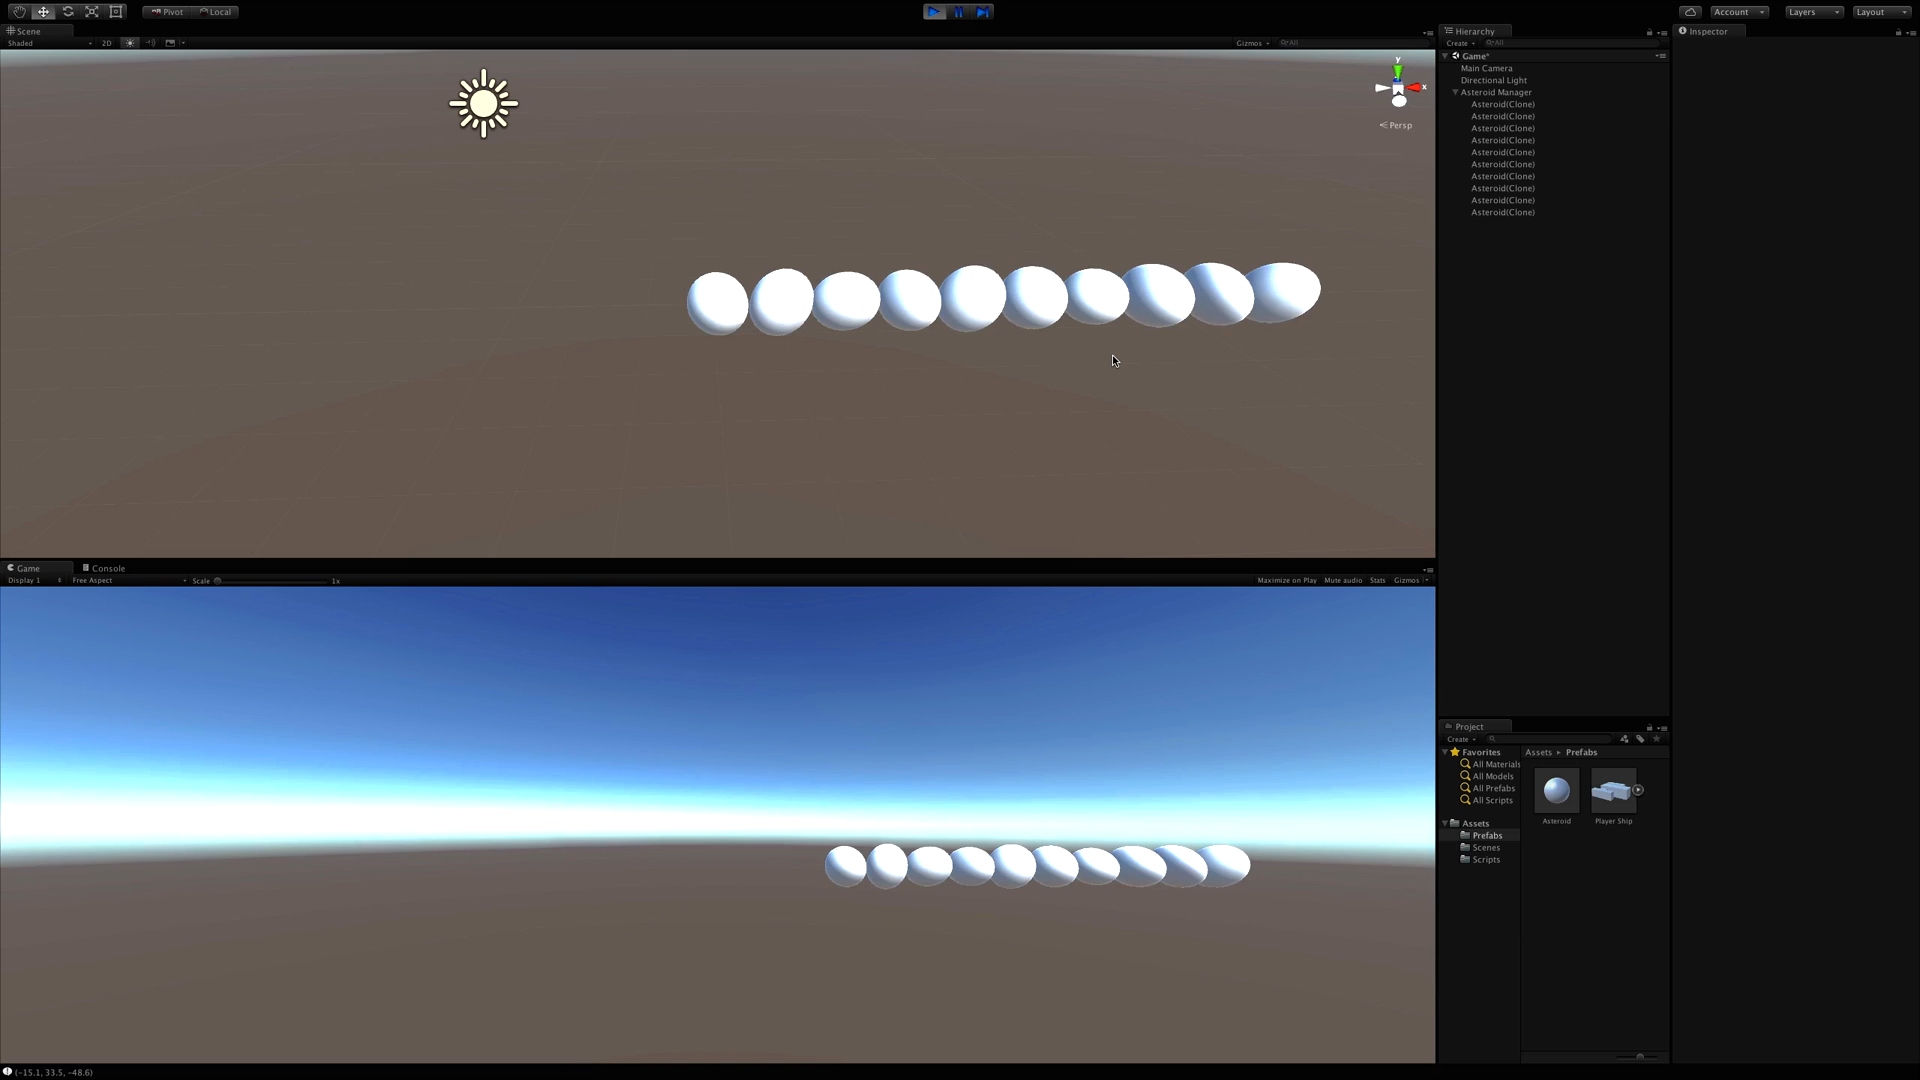 Pivot Local Account Layers Layout
Scene Hierarchy Inspector
Shaded 2D Gizmos All Create All
Game*
Main Camera
Directional Light
Asteroid Manager
Asteroid(Clone)
Asteroid(Clone)
Asteroid(Clone)
Asteroid(Clone)
Asteroid(Clone)
Asteroid(Clone)
Asteroid(Clone)
Asteroid(Clone)
Asteroid(Clone)
Asteroid(Clone)
y
x
Persp
Game Console
Display 1 Free Aspect Scale 1x Maximize on Play Mute audio Stats Gizmos
Project
Create
Favorites
All Materials
All Models
All Prefabs
All Scripts
Assets
Prefabs
Scenes
Scripts
Assets Prefabs
Asteroid Player Ship
(-15.1, 33.5, -48.6)